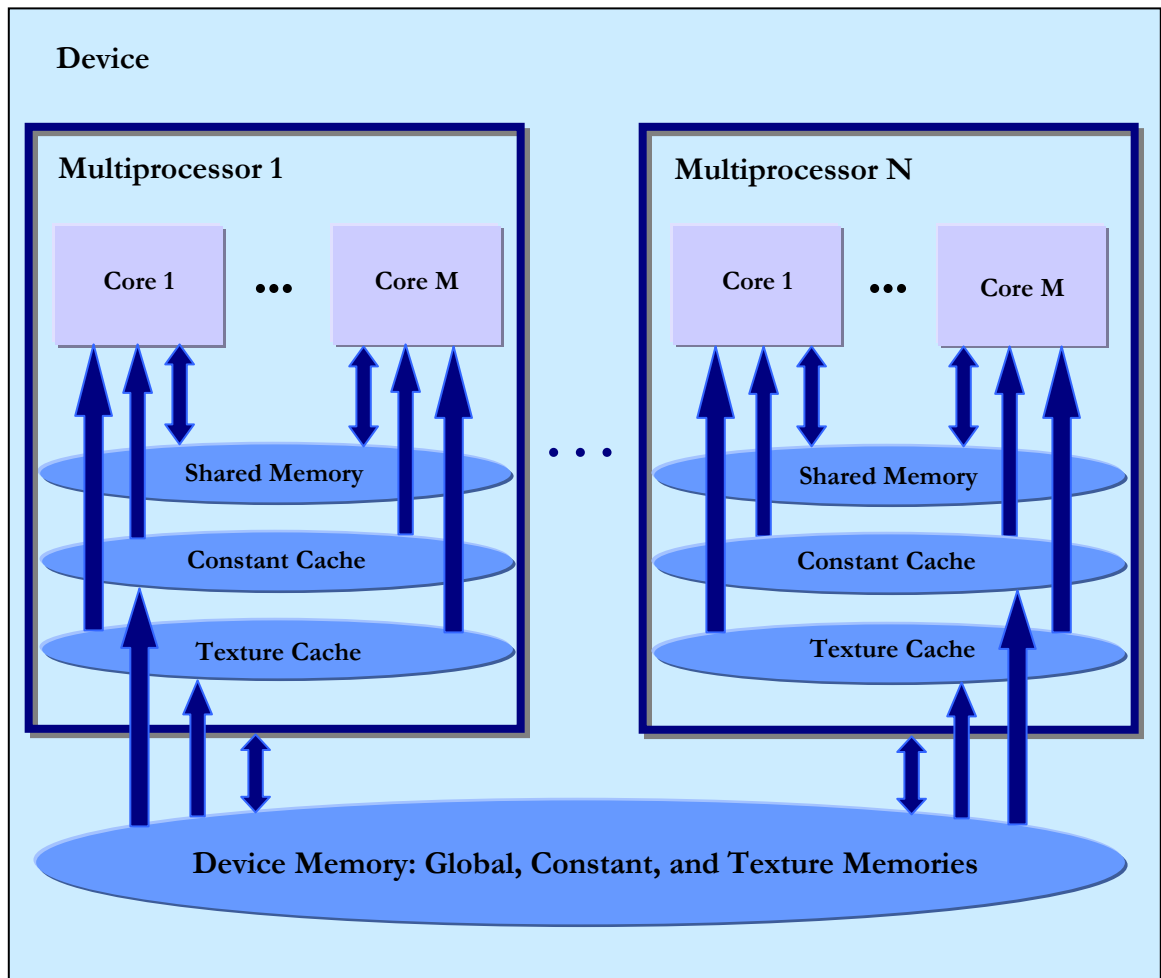 Device
Multiprocessor 1
Core 1
...
Core M
Shared Memory
Constant Cache
Texture Cache
. . .
Multiprocessor N
Core 1
...
Core M
Shared Memory
Constant Cache
Texture Cache
Device Memory: Global, Constant, and Texture Memories